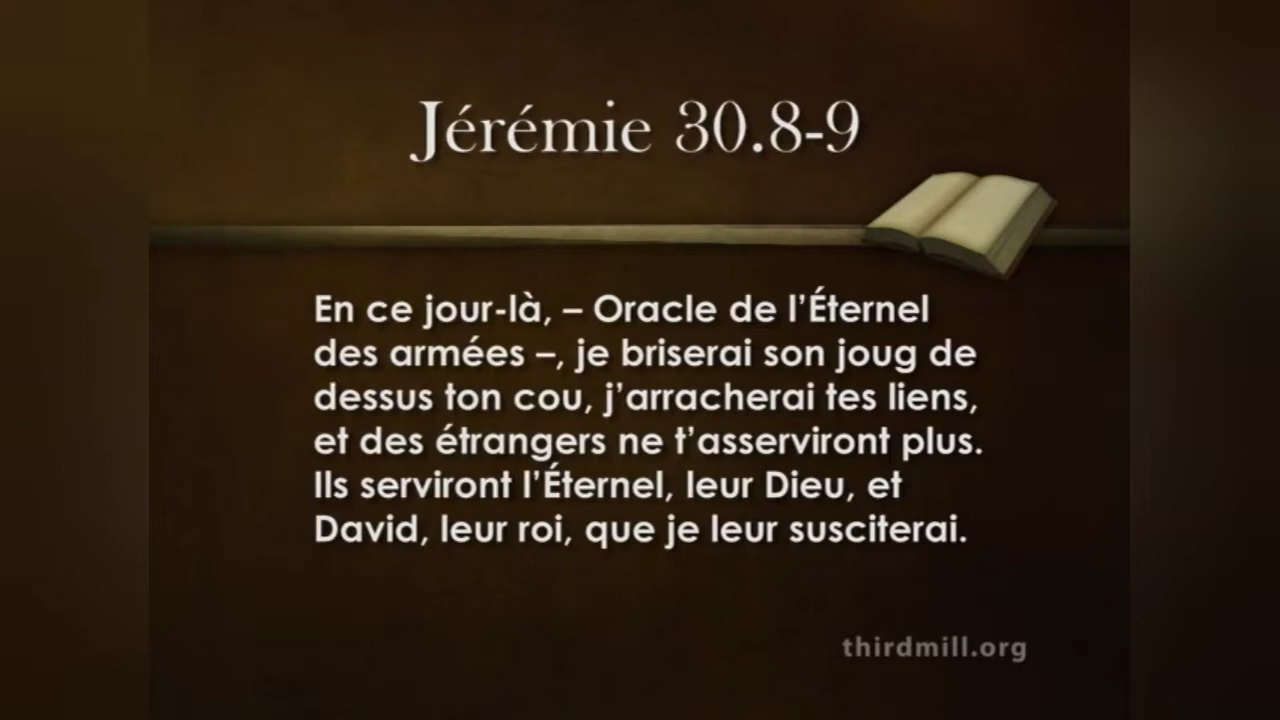 Jérémie 30.8-9
En ce jour-là, – Oracle de l’Éternel
des armées –, je briserai son joug de
dessus ton cou, j’arracherai tes liens,
et des étrangers ne t’asserviront plus.
Ils serviront l’Éternel, leur Dieu, et
David, leur roi, que je leur susciterai.
thirdmill.org